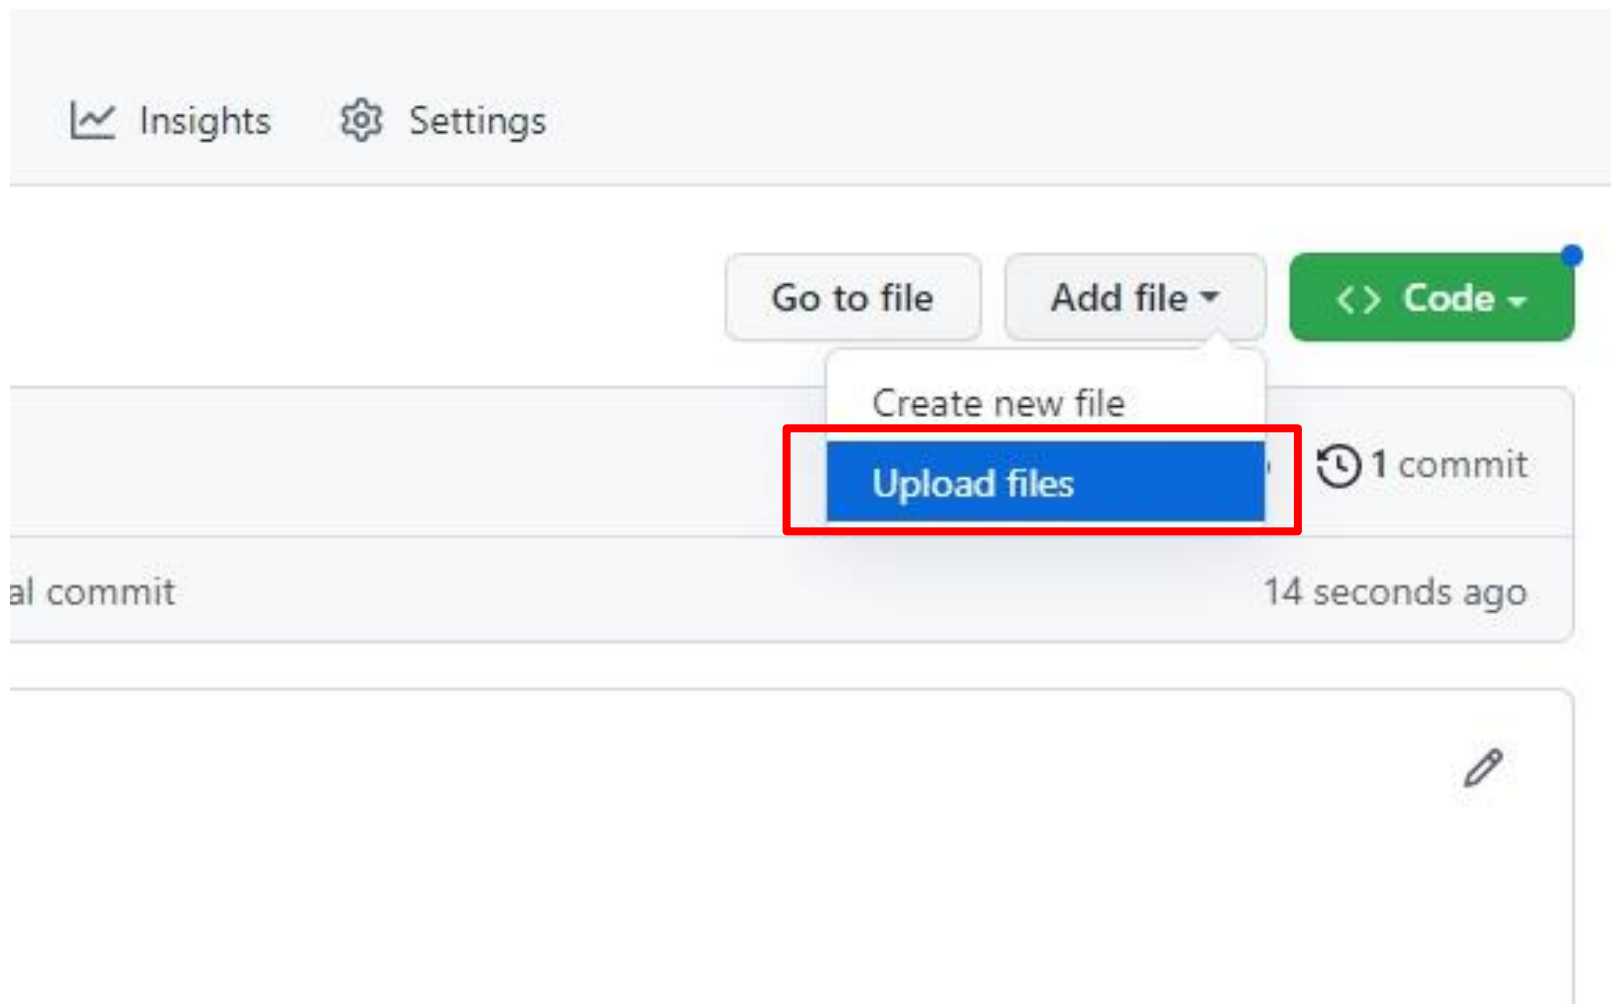 Insights Settings
Go to file Add file <> Code
Create new file
Upload files
1 commit
al commit 14 seconds ago